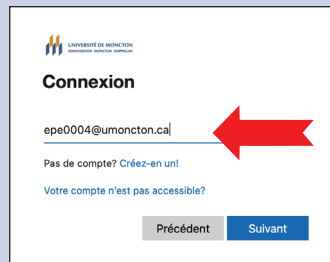 UNIVERSITÉ DE MONCTON
EDMUNDSTON MONCTON SHIPPAGAN
Connexion
epe0004@umoncton.ca
Pas de compte? Créez-en un!
Votre compte n'est pas accessible?
Précédent
Suivant